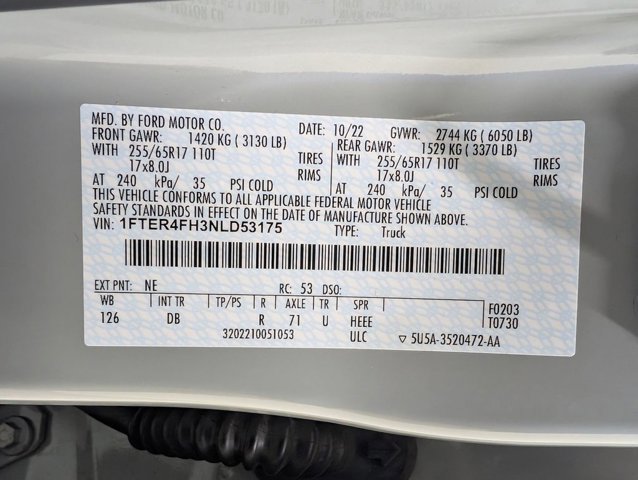 MFD. BY FORD MOTOR CO.
DATE: 10/22 GVWR: 2744 KG ( 6050 LB)
FRONT GAWR: 1420 KG ( 3130 LB)
REAR GAWR: 1529 KG ( 3370 LB)
WITH 255/65R17 110T TIRES
WITH 255/65R17 110T TIRES
17x8.0J RIMS
17x8.0J RIMS
AT 240 kPa/ 35 PSI COLD
AT 240 kPa/ 35 PSI COLD
THIS VEHICLE CONFORMS TO ALL APPLICABLE FEDERAL MOTOR VEHICLE
SAFETY STANDARDS IN EFFECT ON THE DATE OF MANUFACTURE SHOWN ABOVE.
VIN: 1FTER4FH3NLD53175 TYPE: Truck
EXT PNT: NE RC: 53 DSO:
WB INT TR TP/PS R AXLE TR SPR
126 DB R 71 U HEEE
ULC
F0203
T0730
3202210051053
▽ 5U5A-3520472-AA